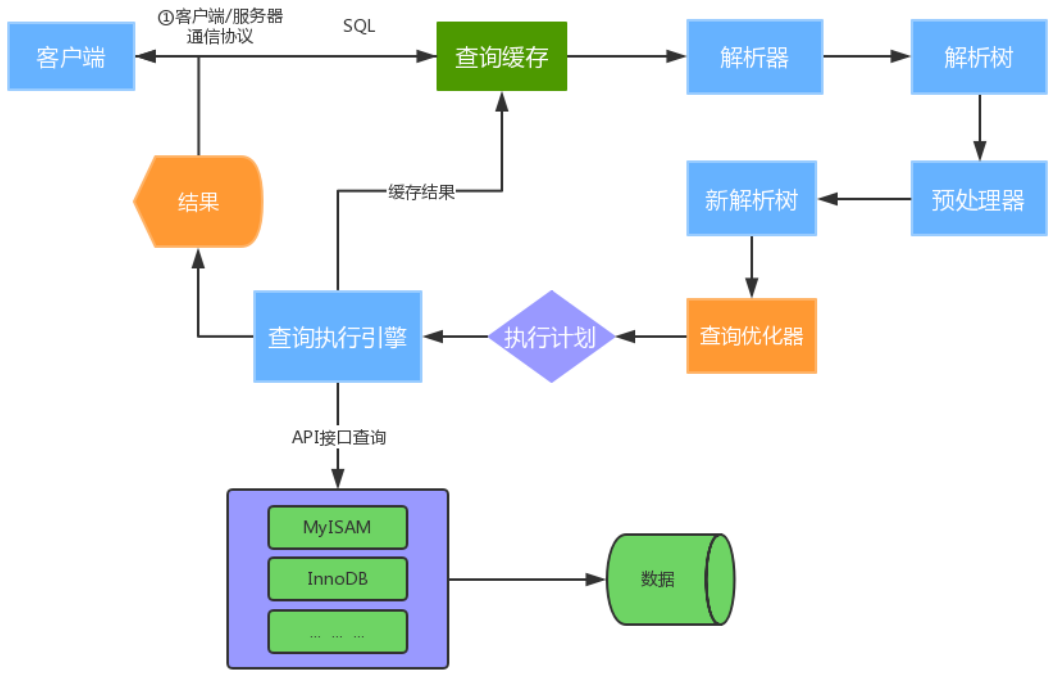 ①客户端/服务器
通信协议
SQL
客户端
查询缓存
解析器
解析树
结果
缓存结果
新解析树
预处理器
查询执行引擎
执行计划
查询优化器
API接口查询
MyISAM
InnoDB
... ... ...
数据